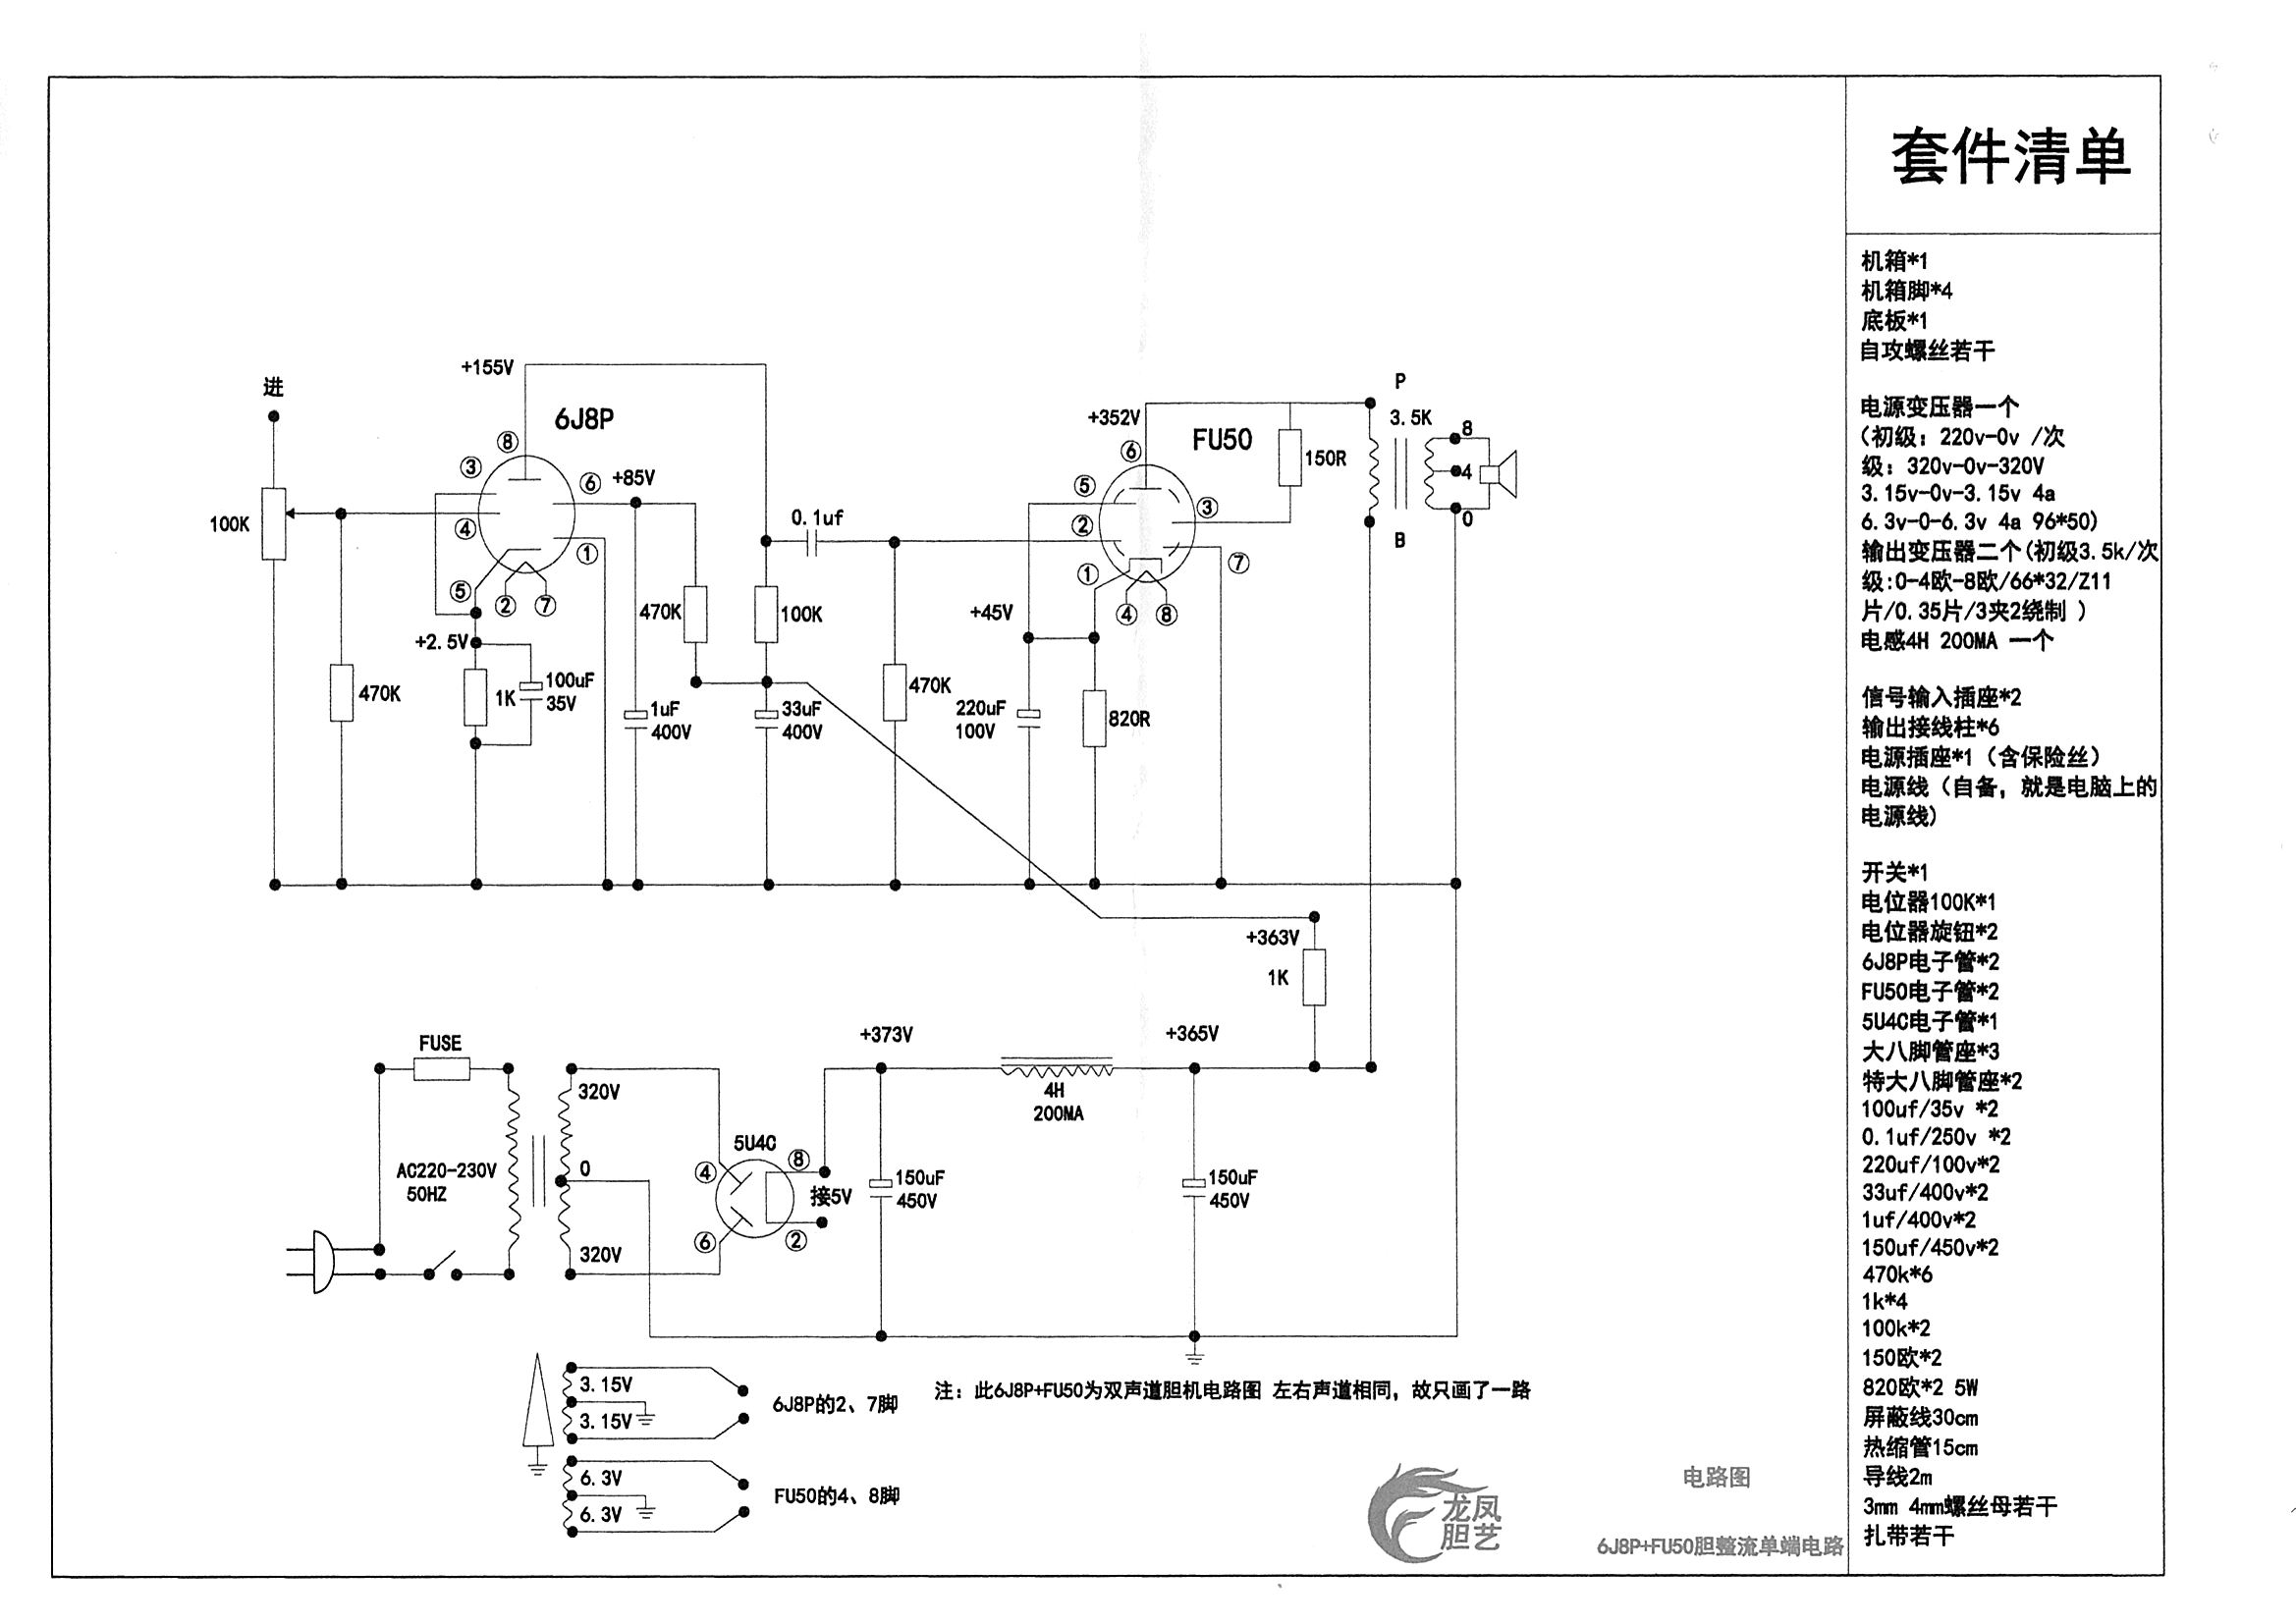 套件清单
机箱*1
机箱脚*4
底板*1
自攻螺丝若干
电源变压器一个
(初级: 220v-0v /次
级: 320v-0v-320V
3.15v-0v-3.15v 4a
6.3v-0-6.3v 4a 96*50)
输出变压器二个(初级3.5k/次
级:0-4欧-8欧/66*32/Z11
片/0.35片/3夹2绕制 )
电感4H 200MA 一个
信号输入插座*2
输出接线柱*6
电源插座*1 (含保险丝)
电源线(自备, 就是电脑上的
电源线)
开关*1
电位器100K*1
电位器旋钮*2
6J8P电子管*2
FU50电子管*2
5U4C电子管*1
大八脚管座*3
特大八脚管座*2
100uf/35v *2
0.1uf/250v *2
220uf/100v*2
33uf/400v*2
1uf/400v*2
150uf/450v*2
470k*6
1k*4
100k*2
150欧*2
820欧*2 5W
屏蔽线30cm
热缩管15cm
导线2m
3mm 4mm螺丝母若干
扎带若干
进
100K
470K
+155V
6J8P
⑧
③
④
⑤
②
⑦
⑥
①
+85V
+2.5V
1K
100uF
35V
470K
1uF
400V
100K
33uF
400V
0.1uf
470K
+352V
FU50
⑥
⑤
②
①
④
⑧
③
⑦
+45V
220uF
100V
820R
150R
P
3.5K
B
8
4
0
+363V
1K
FUSE
AC220-230V
50HZ
320V
0
320V
5U4C
④
⑥
⑧
②
接5V
+373V
150uF
450V
4H
200MA
+365V
150uF
450V
3.15V
3.15V
6J8P的2、7脚
6.3V
6.3V
FU50的4、8脚
注: 此6J8P+FU50为双声道胆机电路图 左右声道相同, 故只画了一路
龙凤
胆艺
电路图
6J8P+FU50胆整流单端电路